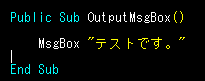 Public Sub OutputMsgBox()
MsgBox "テストです。"
End Sub